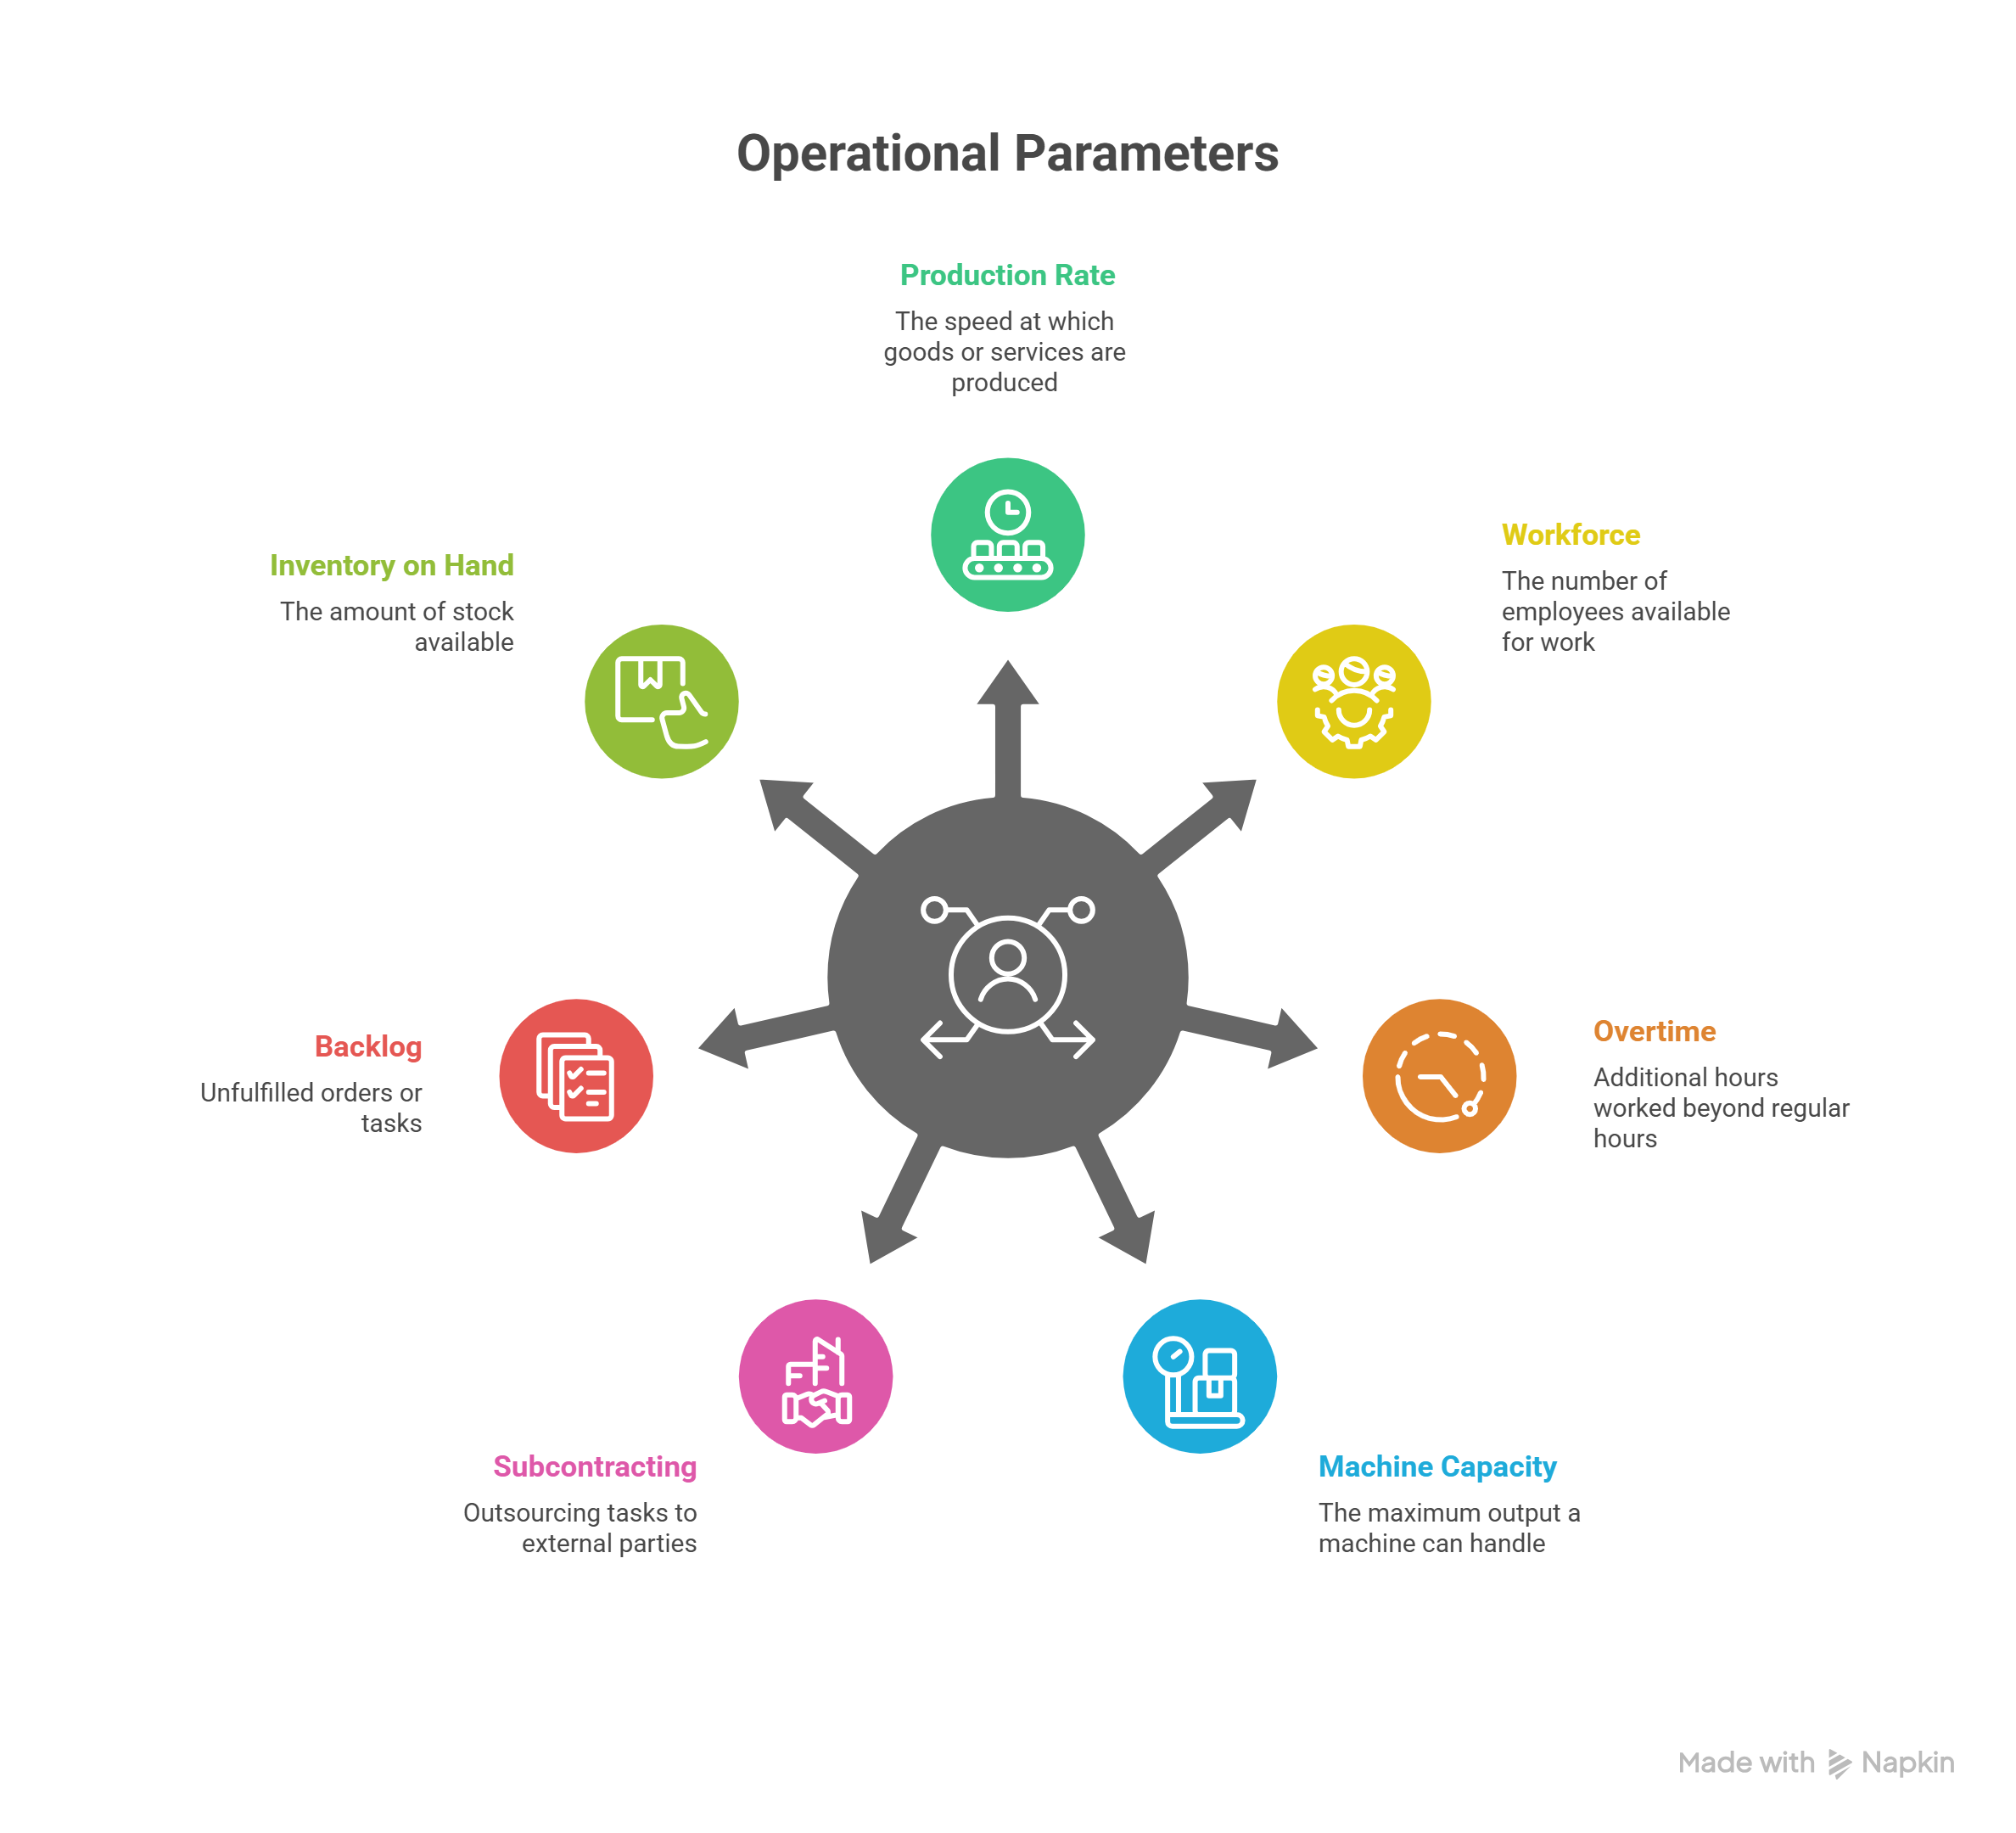 Operational Parameters
Production Rate
The speed at which
goods or services are
produced
Workforce
The number of
employees available
for work
Inventory on Hand
The amount of stock
available
Overtime
Additional hours
worked beyond regular
hours
Backlog
Unfulfilled orders or
tasks
Subcontracting
Outsourcing tasks to
external parties
Machine Capacity
The maximum output a
machine can handle
Made with Napkin